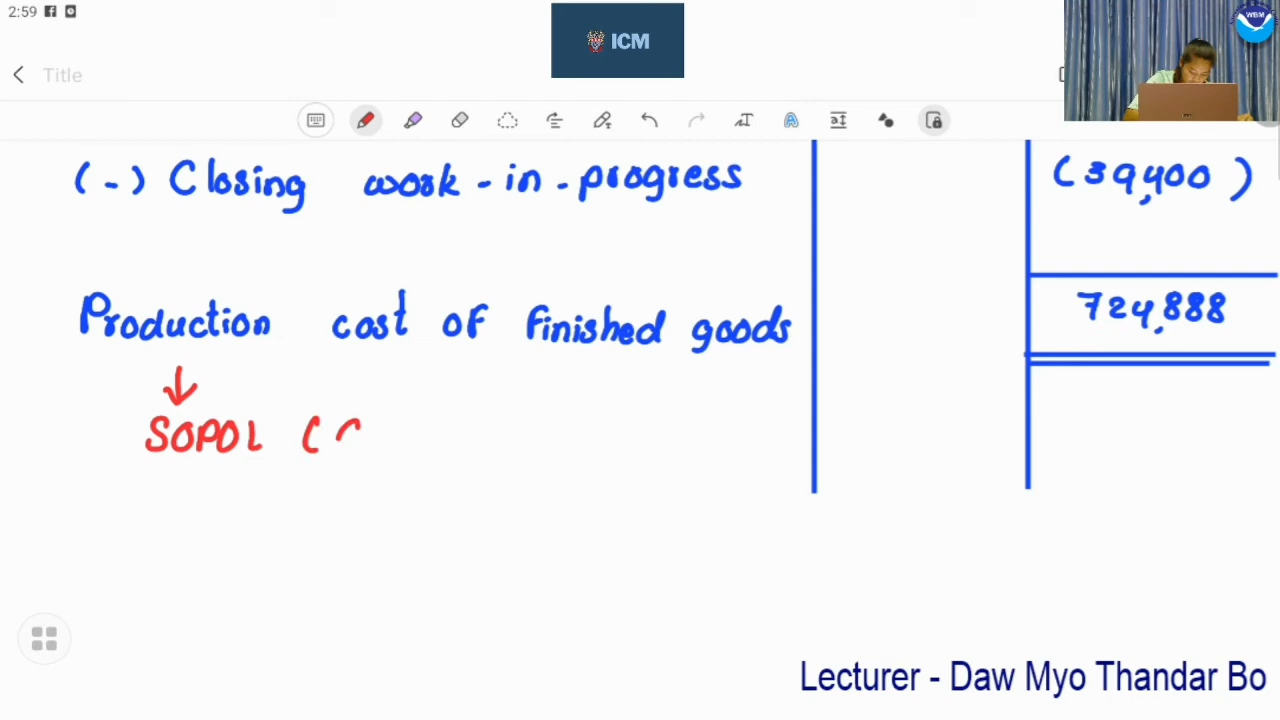 2:59
ICM
WBM
Title
(-) Closing work-in-progress (39,400)
Production cost of finished goods 724,888
↓
SOPOL (
Lecturer - Daw Myo Thandar Bo